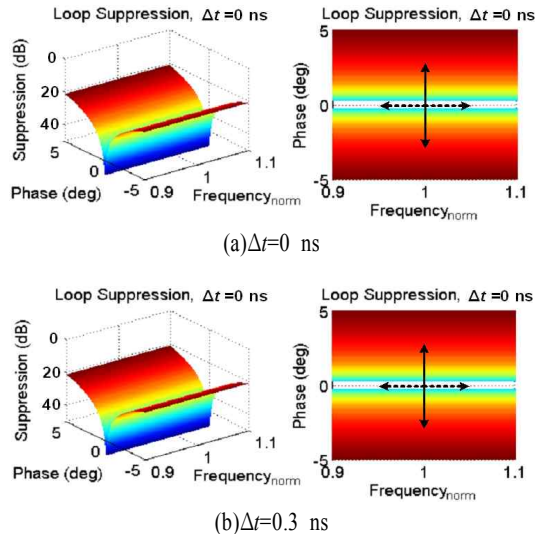 Loop Suppression, Δt=0 ns
Suppression (dB)
0
20
40
5
0
-5
Phase (deg)
0.9
1
1.1
Frequencynorm
Loop Suppression, Δt=0 ns
Phase (deg)
5
0
-5
0.9
1
1.1
Frequencynorm
(a)Δt=0 ns
Loop Suppression, Δt=0 ns
Suppression (dB)
0
20
40
5
0
-5
Phase (deg)
0.9
1
1.1
Frequencynorm
Loop Suppression, Δt=0 ns
Phase (deg)
5
0
-5
0.9
1
1.1
Frequencynorm
(b)Δt=0.3 ns